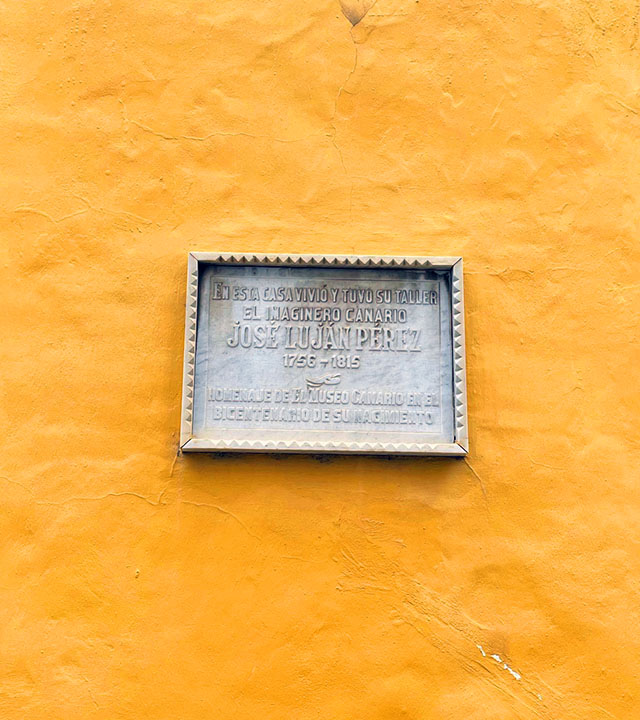 EN ESTA CASA VIVIÓ Y TUVO SU TALLER
EL IMAGINERO CANARIO
JOSÉ LUJÁN PÉREZ
1756-1815
HOMENAJE DE EL MUSEO CANARIO EN EL
BICENTENARIO DE SU NACIMIENTO